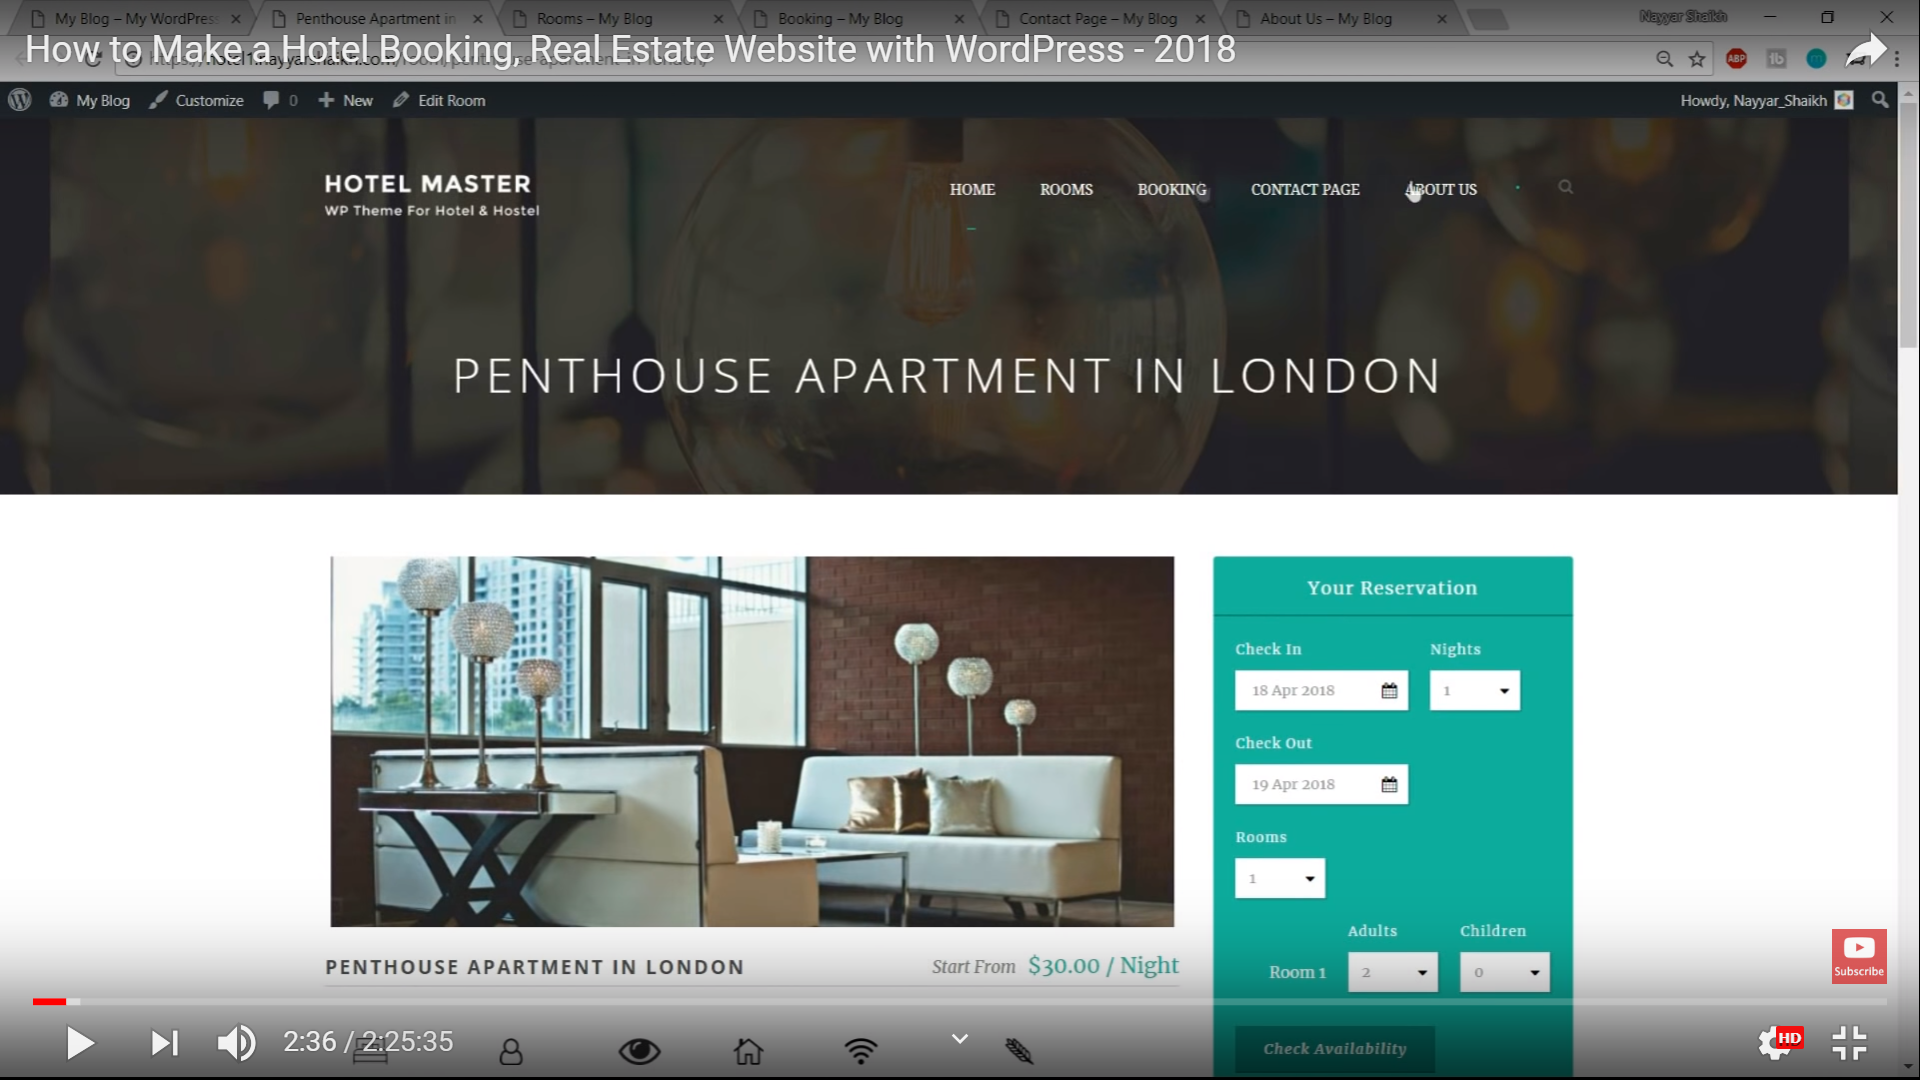 My Blog – My WordPress
Penthouse Apartment in
Rooms – My Blog
Booking – My Blog
Contact Page – My Blog
About Us – My Blog
Nayyar Shaikh
How to Make a Hotel Booking, Real Estate Website with WordPress - 2018
ABP
My Blog
Customize
0
New
Edit Room
Howdy, Nayyar_Shaikh
HOTEL MASTER
WP Theme For Hotel & Hostel
HOME
ROOMS
BOOKING
CONTACT PAGE
ABOUT US
PENTHOUSE APARTMENT IN LONDON
Your Reservation
Check In
Nights
18 Apr 2018
1
Check Out
19 Apr 2018
Rooms
1
Adults
Children
Room 1
2
0
Check Availability
PENTHOUSE APARTMENT IN LONDON
Start From $30.00 / Night
Subscribe
2:36 / 2:25:35
HD